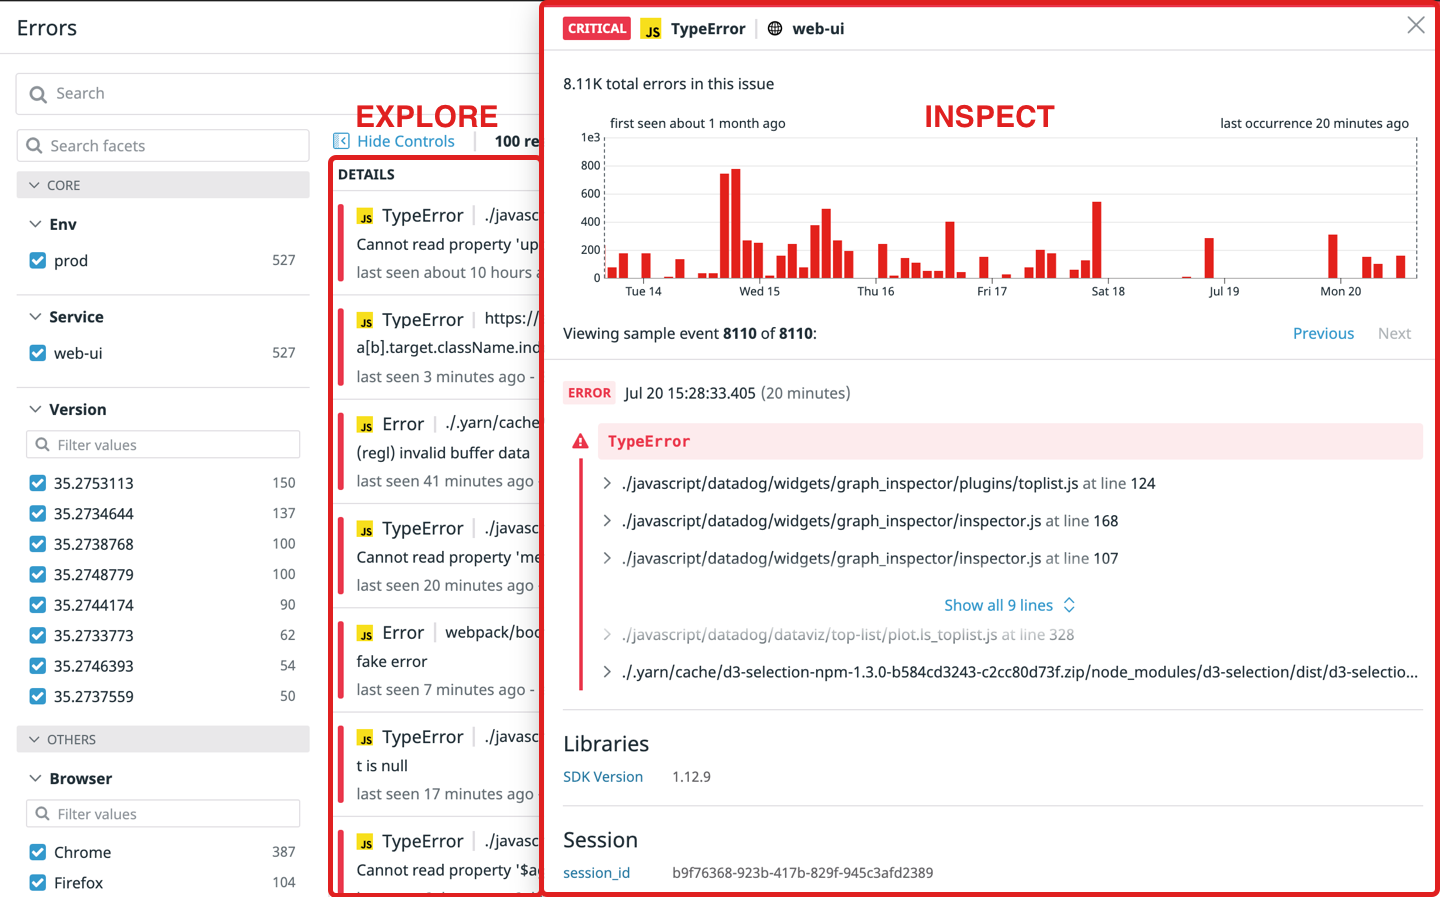 Errors
Search
Search facets
CORE
Env
prod 527
Service
web-ui 527
Version
Filter values
35.2753113 150
35.2734644 137
35.2738768 100
35.2748779 100
35.2744174 90
35.2733773 62
35.2746393 54
35.2737559 50
OTHERS
Browser
Filter values
Chrome 387
Firefox 104
EXPLORE
Hide Controls 100 re
DETAILS
JS TypeError ./javasc
Cannot read property 'up
last seen about 10 hours a
JS TypeError https://
a[b].target.className.ind
last seen 3 minutes ago -
JS Error ./.yarn/cache
(regl) invalid buffer data
last seen 41 minutes ago
JS TypeError ./javasc
Cannot read property 'me
last seen 20 minutes ago
JS Error webpack/boo
fake error
last seen 7 minutes ago -
JS TypeError ./javasc
t is null
last seen 17 minutes ago
JS TypeError ./javasc
Cannot read property '$a
CRITICAL JS TypeError web-ui
8.11K total errors in this issue
INSPECT
first seen about 1 month ago last occurrence 20 minutes ago
1e3
800
600
400
200
0
Tue 14 Wed 15 Thu 16 Fri 17 Sat 18 Jul 19 Mon 20
Viewing sample event 8110 of 8110: Previous Next
ERROR Jul 20 15:28:33.405 (20 minutes)
TypeError
./javascript/datadog/widgets/graph_inspector/plugins/toplist.js at line 124
./javascript/datadog/widgets/graph_inspector/inspector.js at line 168
./javascript/datadog/widgets/graph_inspector/inspector.js at line 107
Show all 9 lines
./javascript/datadog/dataviz/top-list/plot.ls_toplist.js at line 328
./.yarn/cache/d3-selection-npm-1.3.0-b584cd3243-c2cc80d73f.zip/node_modules/d3-selection/dist/d3-selectio...
Libraries
SDK Version 1.12.9
Session
session_id b9f76368-923b-417b-829f-945c3afd2389